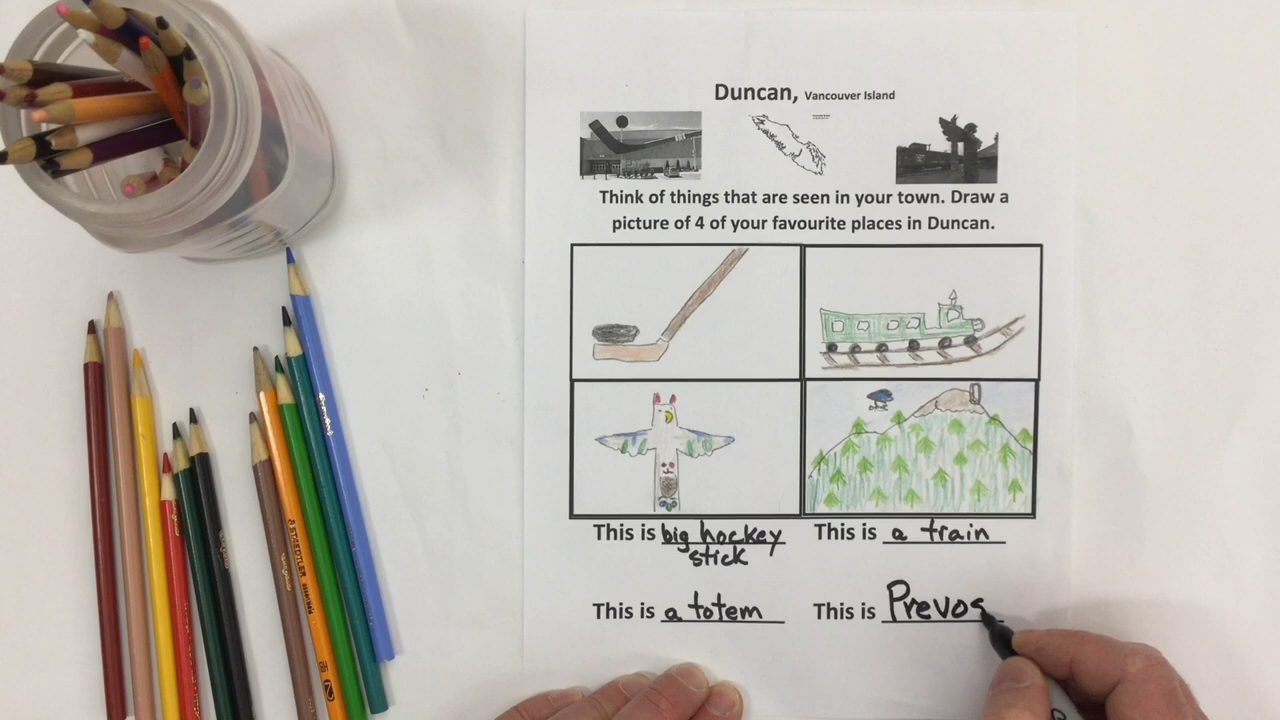 Duncan, Vancouver Island
Think of things that are seen in your town. Draw a
picture of 4 of your favourite places in Duncan.
This is big hockey
stick
This is a train
This is a totem
This is Prevos
STAEDTLER